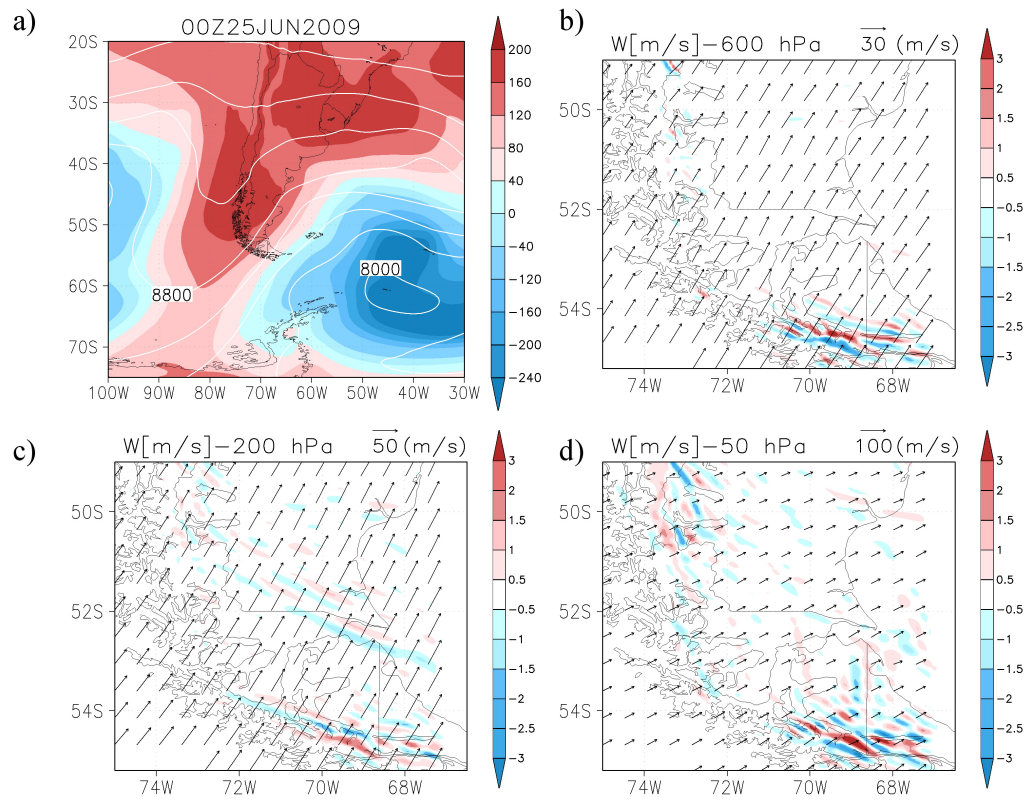 a)
00Z25JUN2009
20S
30S
40S
50S
60S
70S
100W 90W 80W 70W 60W 50W 40W 30W
8800
8000
200
160
120
80
40
0
−40
−80
−120
−160
−200
−240
b)
W[m/s]−600 hPa 30 (m/s)
50S
52S
54S
74W 72W 70W 68W
3
2
1.5
1
0.5
−0.5
−1
−1.5
−2
−2.5
−3
c)
W[m/s]−200 hPa 50 (m/s)
50S
52S
54S
74W 72W 70W 68W
3
2
1.5
1
0.5
−0.5
−1
−1.5
−2
−2.5
−3
d)
W[m/s]−50 hPa 100 (m/s)
50S
52S
54S
74W 72W 70W 68W
3
2
1.5
1
0.5
−0.5
−1
−1.5
−2
−2.5
−3